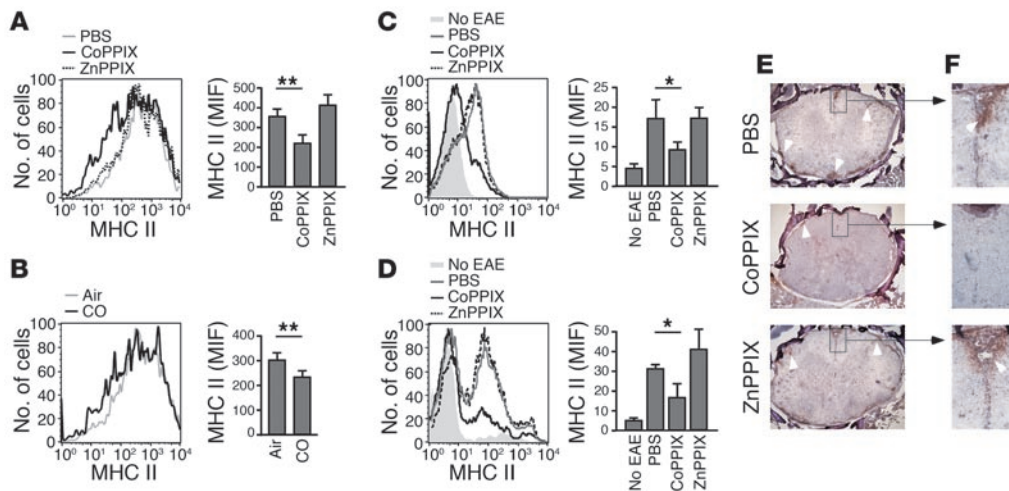 A
PBS
CoPPIX
ZnPPIX
No. of cells
100
80
60
40
20
0
10⁰ 10¹ 10² 10³ 10⁴
MHC II
MHC II (MIF)
500
400
300
200
100
0
**
PBS
CoPPIX
ZnPPIX
B
Air
CO
No. of cells
100
80
60
40
20
0
10⁰ 10¹ 10² 10³ 10⁴
MHC II
MHC II (MIF)
400
300
200
100
0
**
Air
CO
C
No EAE
PBS
CoPPIX
ZnPPIX
No. of cells
100
80
60
40
20
0
10⁰ 10¹ 10² 10³ 10⁴
MHC II
MHC II (MIF)
25
20
15
10
5
0
*
No EAE
PBS
CoPPIX
ZnPPIX
D
No EAE
PBS
CoPPIX
ZnPPIX
No. of cells
100
80
60
40
20
0
10⁰ 10¹ 10² 10³ 10⁴
MHC II
MHC II (MIF)
50
40
30
20
10
0
*
No EAE
PBS
CoPPIX
ZnPPIX
E
F
PBS
CoPPIX
ZnPPIX